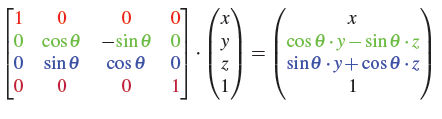 [1 0 0 0] (x) (x)
[0 cos θ −sin θ 0] · (y) = (cos θ · y − sin θ · z)
[0 sin θ cos θ 0] (z) (sin θ · y + cos θ · z)
[0 0 0 1] (1) (1)